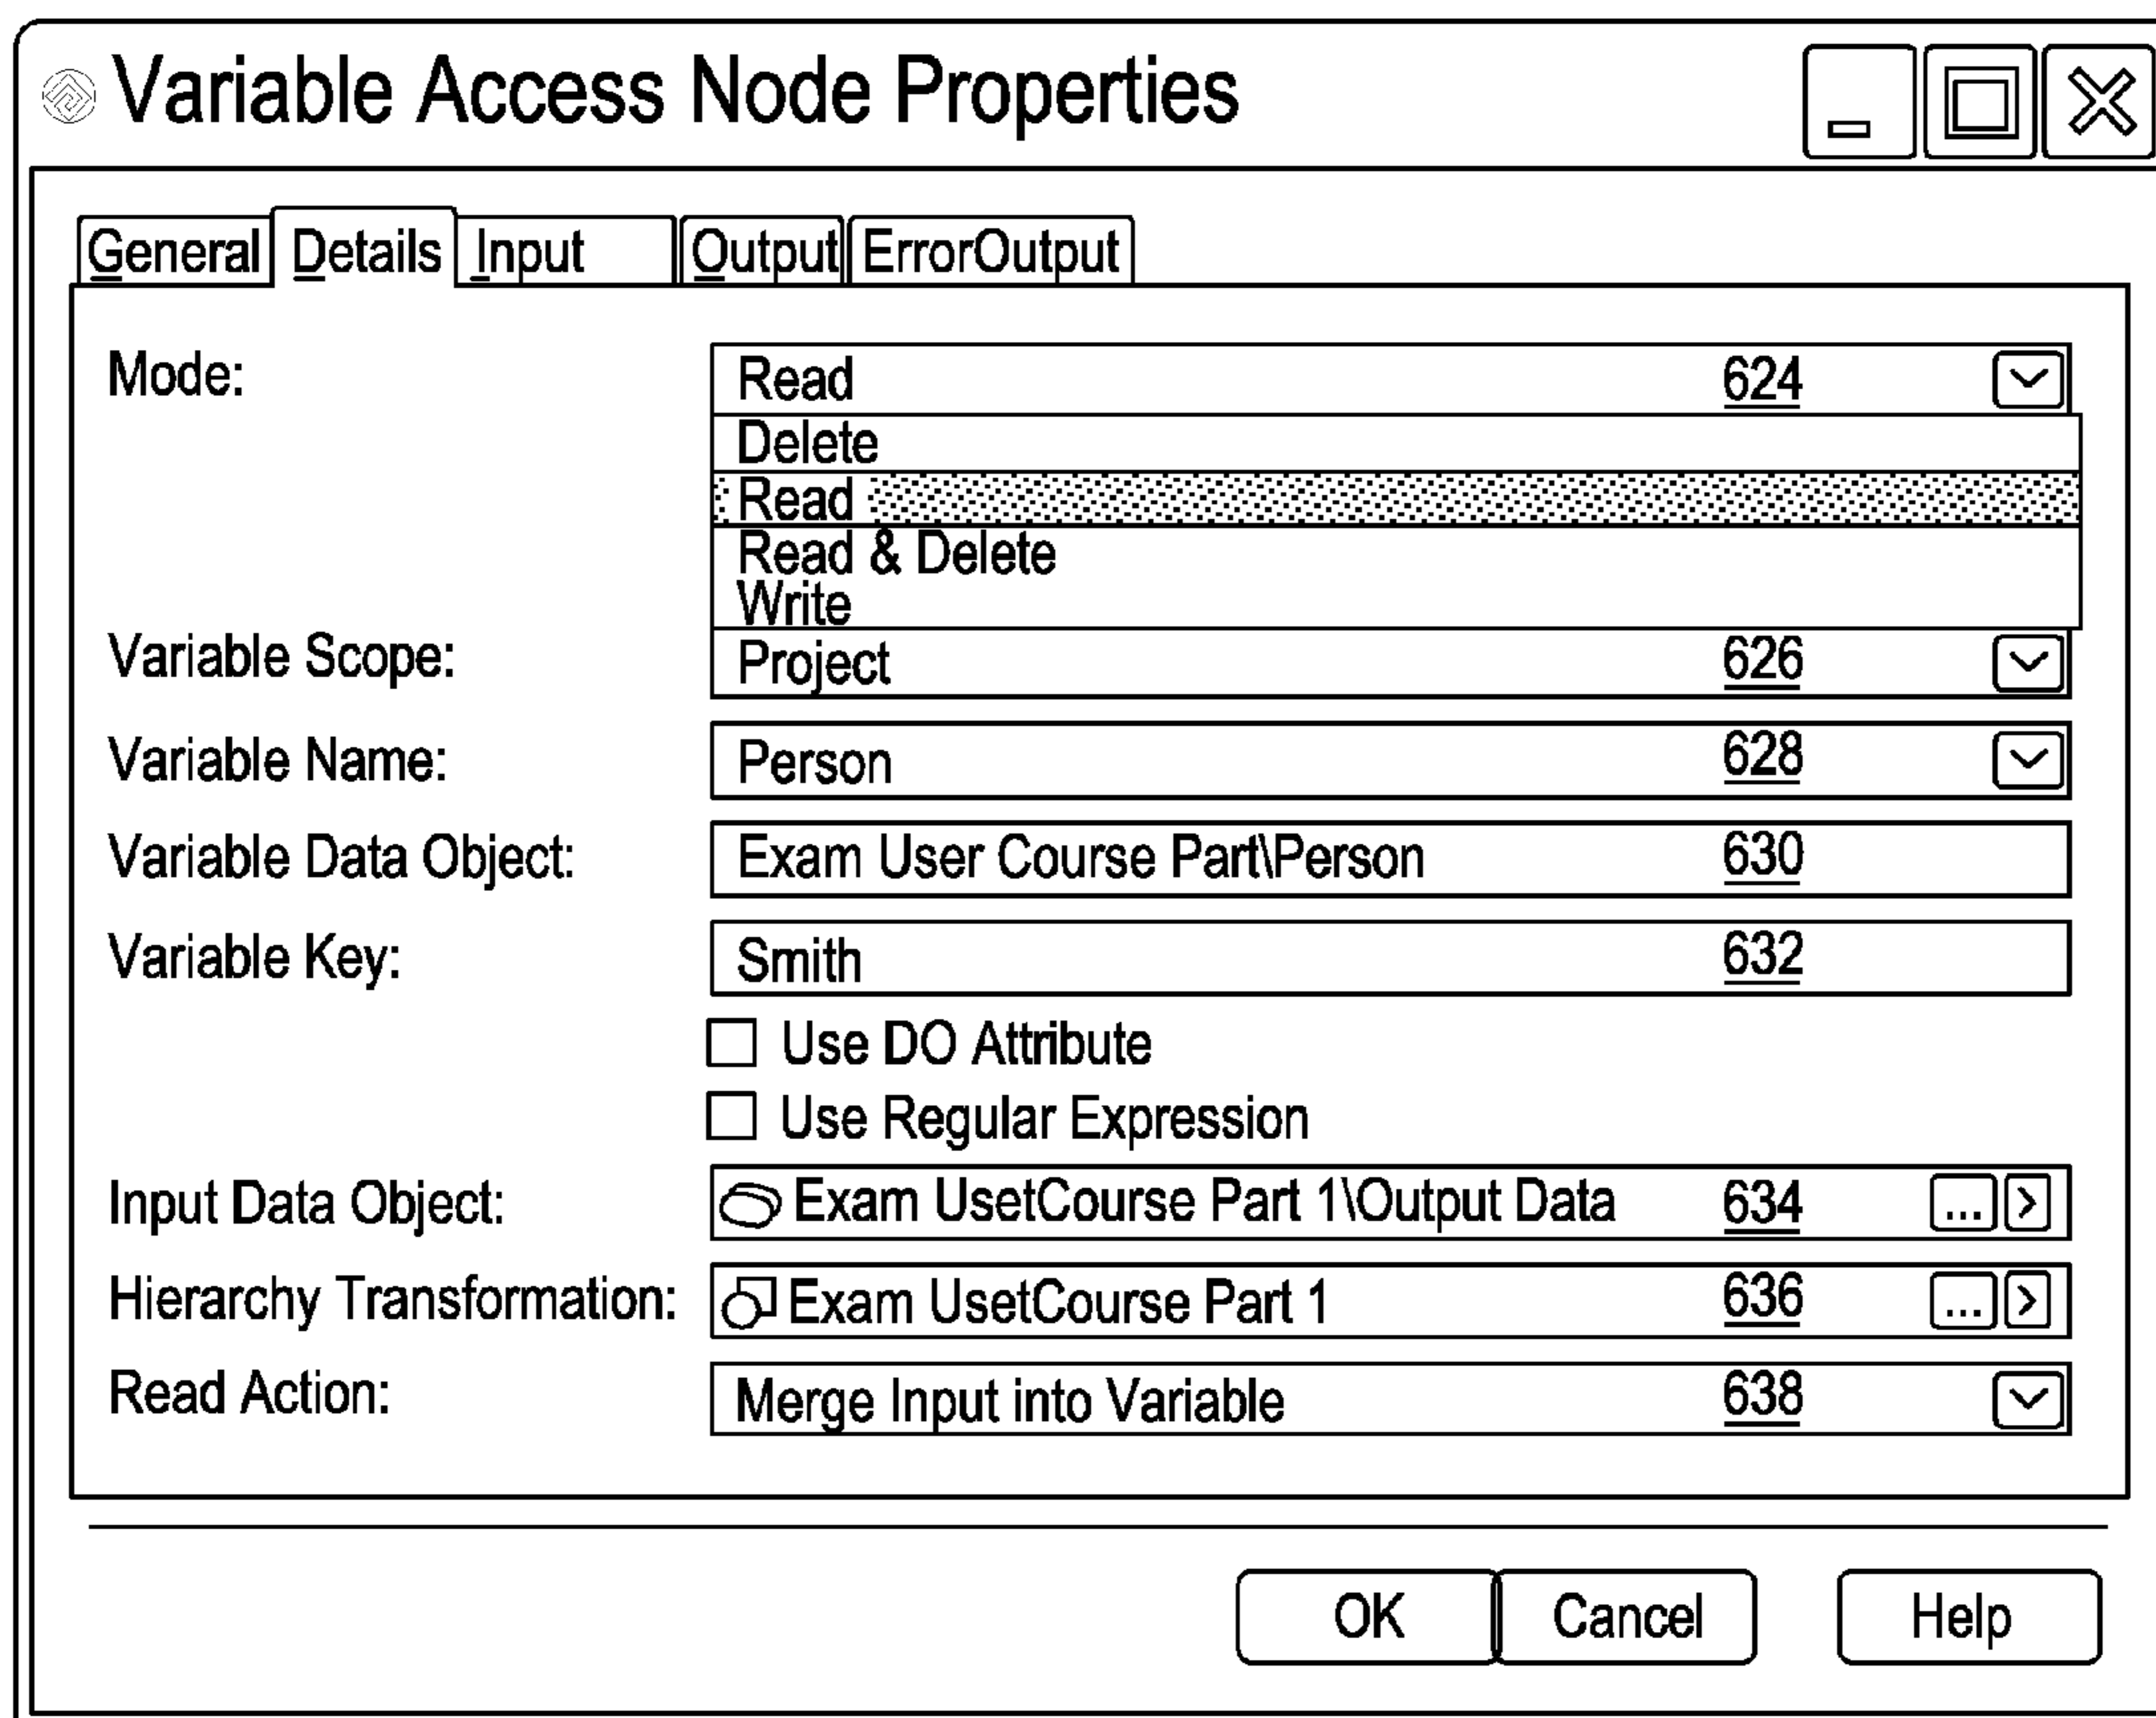 Variable Access Node Properties
General Details Input Output ErrorOutput
Mode: Read 624
Delete
Read
Read & Delete
Write
Variable Scope: Project 626
Variable Name: Person 628
Variable Data Object: Exam User Course Part\Person 630
Variable Key: Smith 632
Use DO Attribute
Use Regular Expression
Input Data Object: Exam UsetCourse Part 1\Output Data 634 ...
Hierarchy Transformation: Exam UsetCourse Part 1 636 ...
Read Action: Merge Input into Variable 638
OK Cancel Help